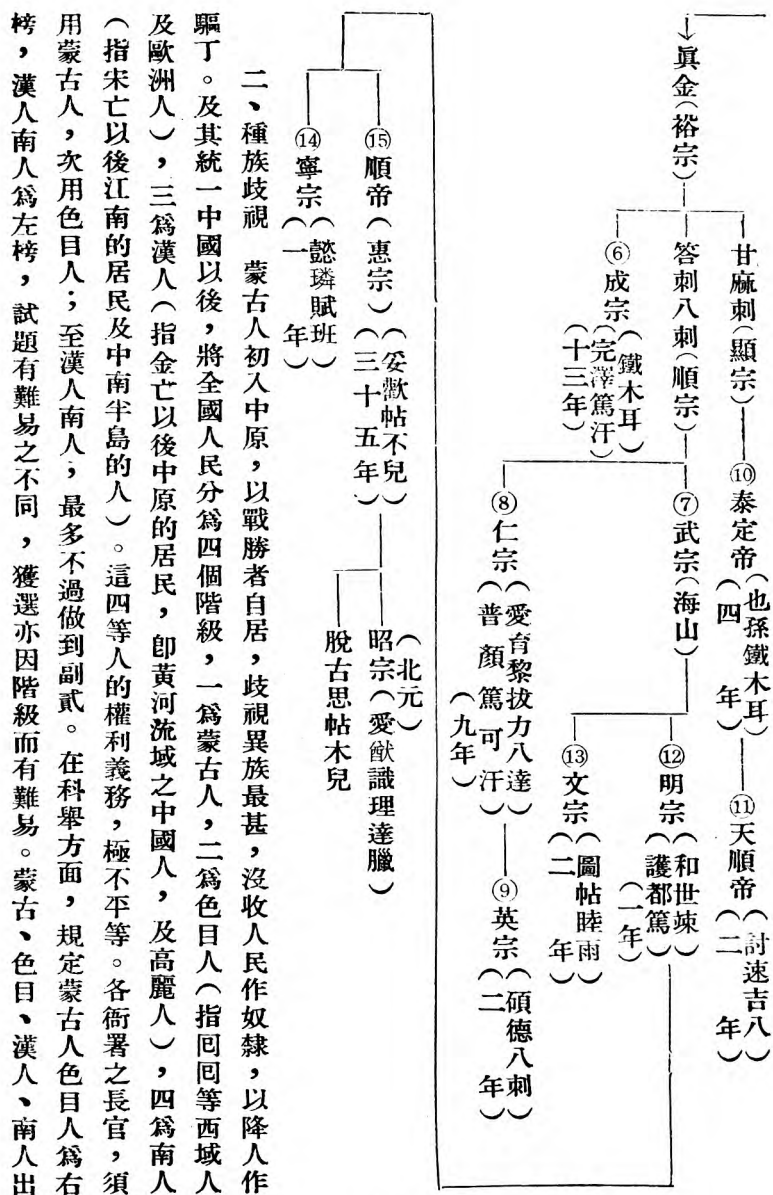 眞金(裕宗)
甘麻剌(顯宗)
⑩泰定帝(也孫鐵木耳)(四年)
⑪天順帝(討速吉八)(二年)
答剌八剌(順宗)
⑦武宗(海山)
⑫明宗(和世㻋)(護都篤)(一年)
⑬文宗(圖帖睦雨)(二年)
⑧仁宗(愛育黎拔力八達)(普顏篤可汗)(九年)
⑨英宗(碩德八剌)(二年)
⑥成宗(鐵木耳)(完澤篤汗)(十三年)
⑮順帝(惠宗)(妥歡帖不兒)(三十五年)
(北元)
昭宗(愛猷識理達臘)
脫古思帖木兒
⑭寧宗(懿璘賦班)(一年)
二、種族歧視 蒙古人初入中原,以戰勝者自居,歧視異族最甚,沒收人民作奴隸,以降人作
驅丁。及其統一中國以後,將全國人民分爲四個階級,一爲蒙古人,二爲色目人(指囘囘等西域人
及歐洲人),三爲漢人(指金亡以後中原的居民,卽黃河流域之中國人,及高麗人),四爲南人
(指宋亡以後江南的居民及中南半島的人)。這四等人的權利義務,極不平等。各衙署之長官,須
用蒙古人,次用色目人;至漢人南人,最多不過做到副貳。在科舉方面,規定蒙古人色目人爲右
榜,漢人南人爲左榜,試題有難易之不同,獲選亦因階級而有難易。蒙古、色目、漢人、南人出